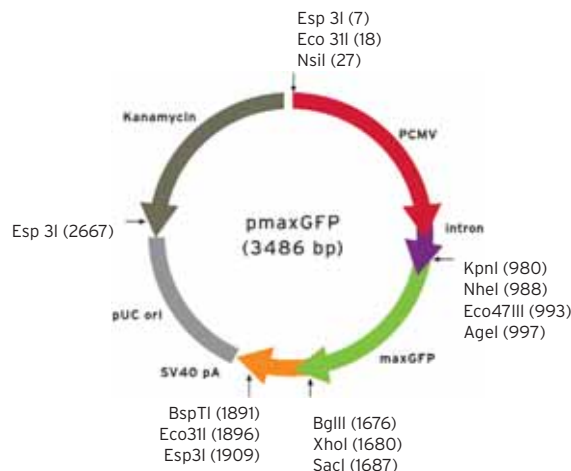 Esp 3I (7)
Eco 31I (18)
NsiI (27)
Kanamycin
PCMV
Esp 3I (2667)
pmaxGFP
(3486 bp)
intron
KpnI (980)
NheI (988)
Eco47III (993)
AgeI (997)
pUC ori
SV40 pA
maxGFP
BspTI (1891)
Eco31I (1896)
Esp3I (1909)
BglII (1676)
XhoI (1680)
SacI (1687)